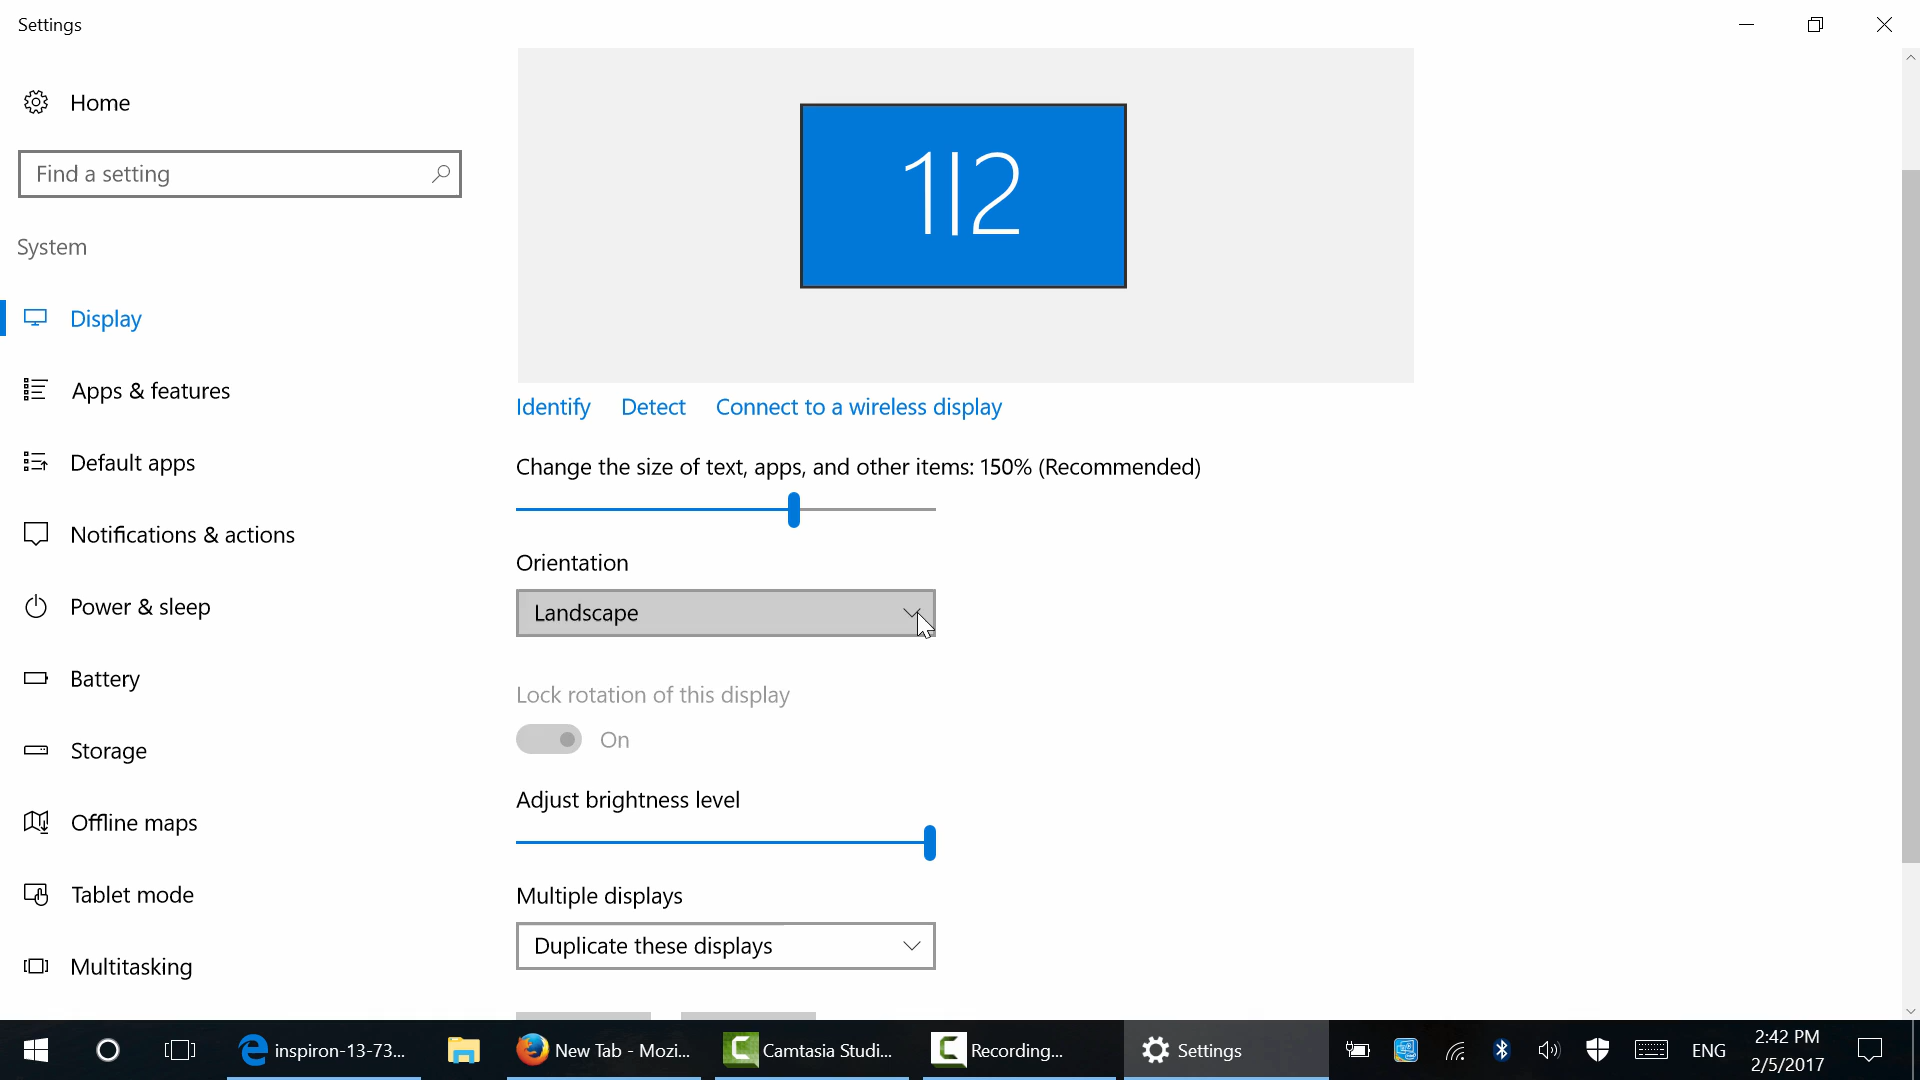 Settings
Home
Find a setting
System
Display
Apps & features
Default apps
Notifications & actions
Power & sleep
Battery
Storage
Offline maps
Tablet mode
Multitasking
1|2
Identify Detect Connect to a wireless display
Change the size of text, apps, and other items: 150% (Recommended)
Orientation
Landscape
Lock rotation of this display
On
Adjust brightness level
Multiple displays
Duplicate these displays
inspiron-13-73... New Tab - Mozi... Camtasia Studi... Recording... Settings ENG 2:42 PM
2/5/2017